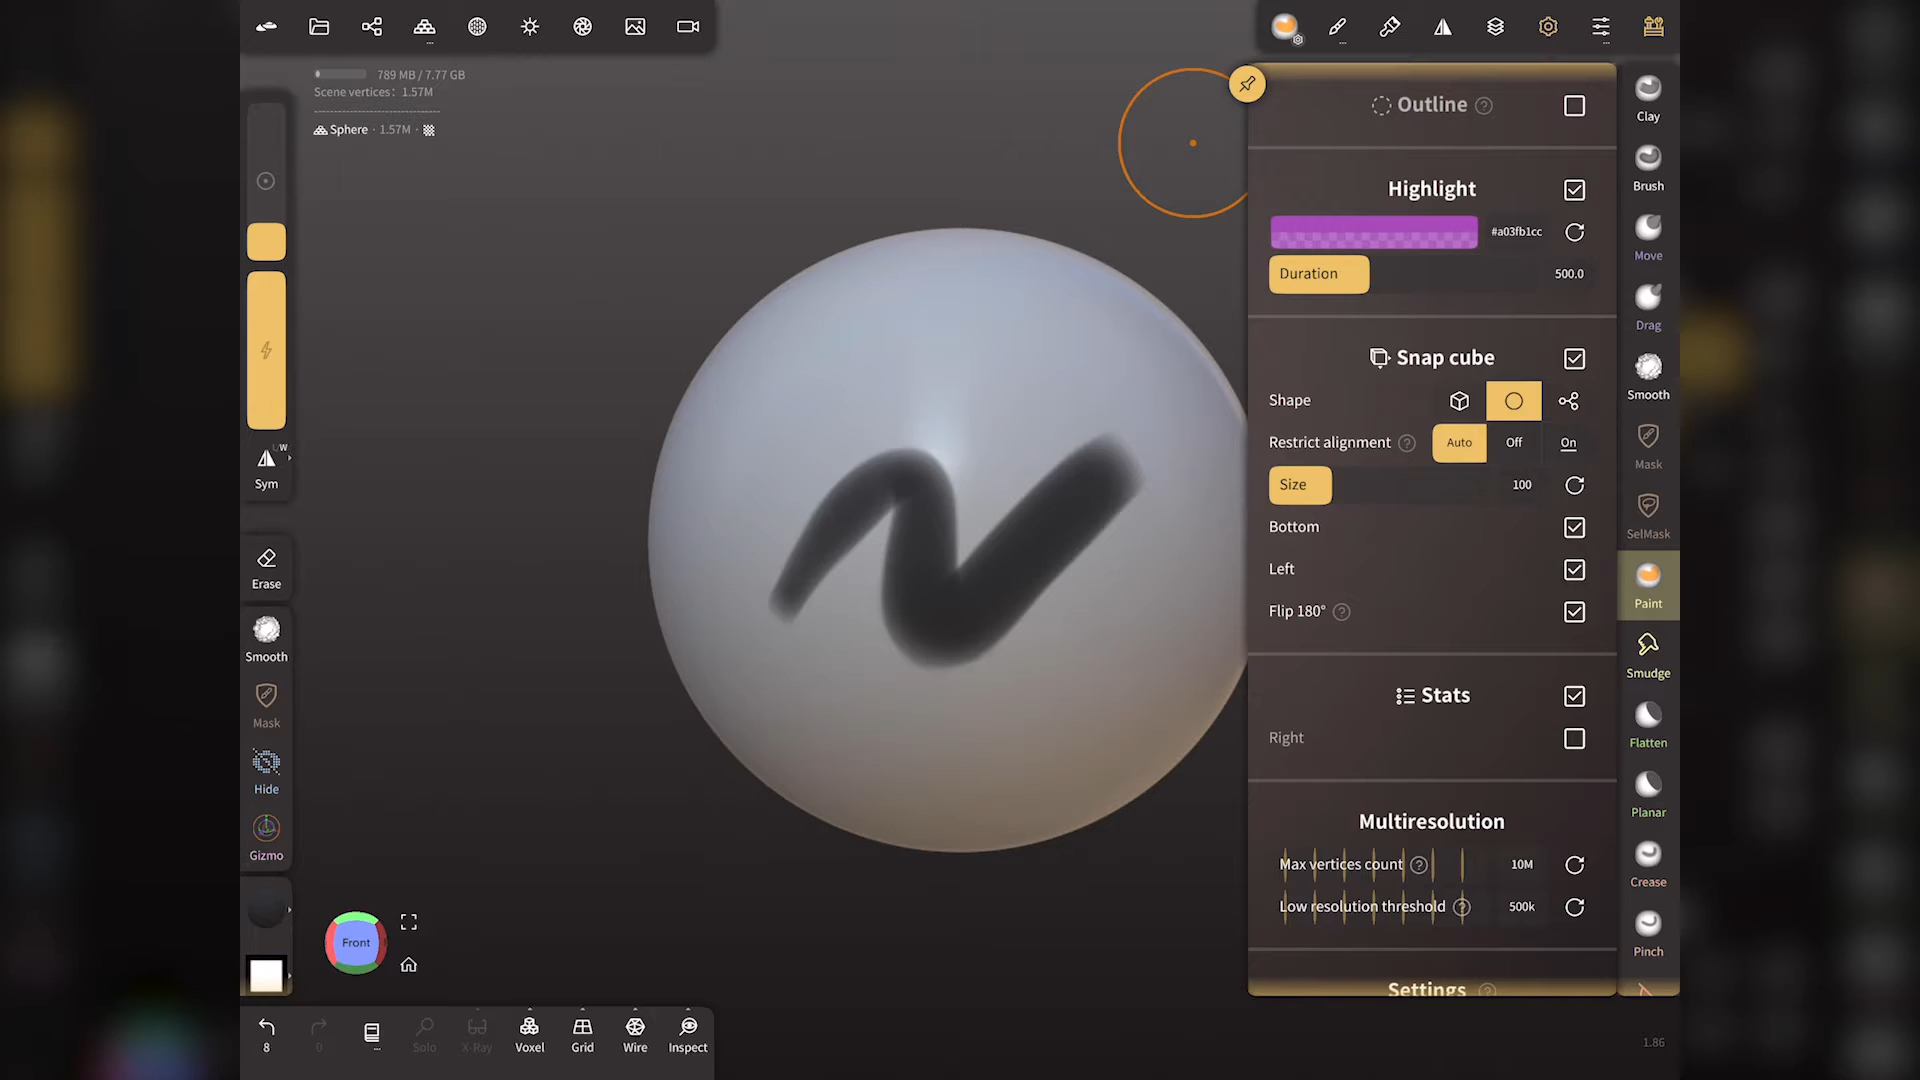 789 MB / 7.77 GB
Scene vertices: 1.57M
Sphere · 1.57M ·
W
Sym
Erase
Smooth
Mask
Hide
Gizmo
Front
8
0
Solo
X-Ray
Voxel
Grid
Wire
Inspect
Outline ?
Highlight
#a03fb1cc
Duration 500.0
Snap cube
Shape
Restrict alignment ? Auto Off On
Size 100
Bottom
Left
Flip 180° ?
Stats
Right
Multiresolution
Max vertices count ? 10M
Low resolution threshold ? 500k
Settings ?
Clay
Brush
Move
Drag
Smooth
Mask
SelMask
Paint
Smudge
Flatten
Planar
Crease
Pinch
1.86